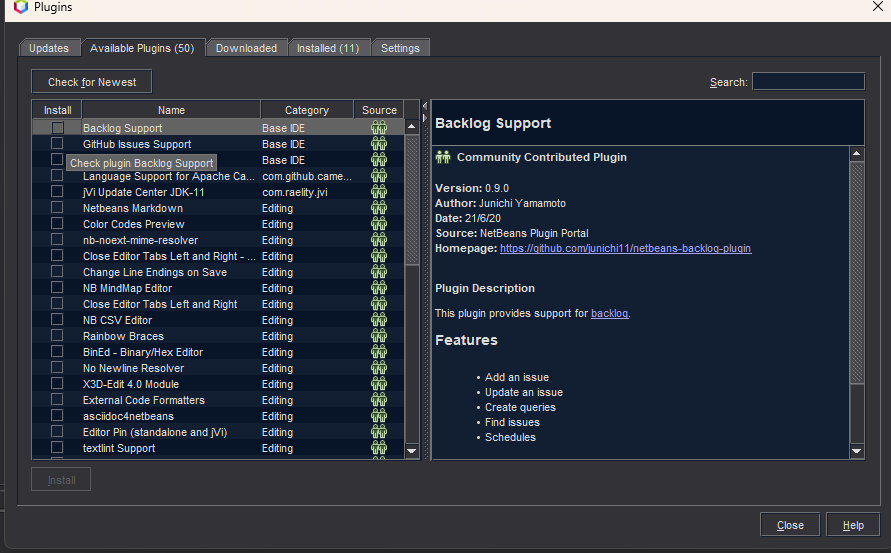 Plugins
Updates
Available Plugins (50)
Downloaded
Installed (11)
Settings
Check for Newest
Search:
Install Name Category Source
Backlog Support Base IDE
GitHub Issues Support Base IDE
Base IDE
Check plugin Backlog Support
Language Support for Apache Ca... com.github.came...
jVi Update Center JDK-11 com.raelity.jvi
Netbeans Markdown Editing
Color Codes Preview Editing
nb-noext-mime-resolver Editing
Close Editor Tabs Left and Right - ... Editing
Change Line Endings on Save Editing
NB MindMap Editor Editing
Close Editor Tabs Left and Right Editing
NB CSV Editor Editing
Rainbow Braces Editing
BinEd - Binary/Hex Editor Editing
No Newline Resolver Editing
X3D-Edit 4.0 Module Editing
External Code Formatters Editing
asciidoc4netbeans Editing
Editor Pin (standalone and jVi) Editing
textlint Support Editing
Install
Backlog Support
Community Contributed Plugin
Version: 0.9.0
Author: Junichi Yamamoto
Date: 21/6/20
Source: NetBeans Plugin Portal
Homepage: https://github.com/junichi11/netbeans-backlog-plugin
Plugin Description
This plugin provides support for backlog.
Features
• Add an issue
• Update an issue
• Create queries
• Find issues
• Schedules
Close
Help